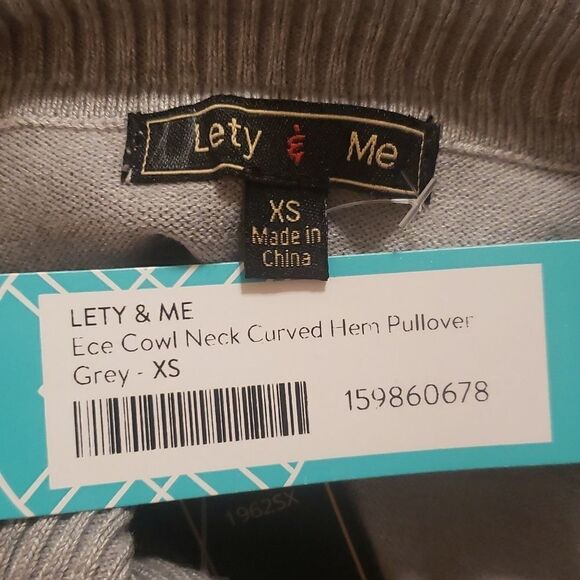 Lety & Me
XS
Made in
China
LETY & ME
Ece Cowl Neck Curved Hem Pullover
Grey - XS
159860678